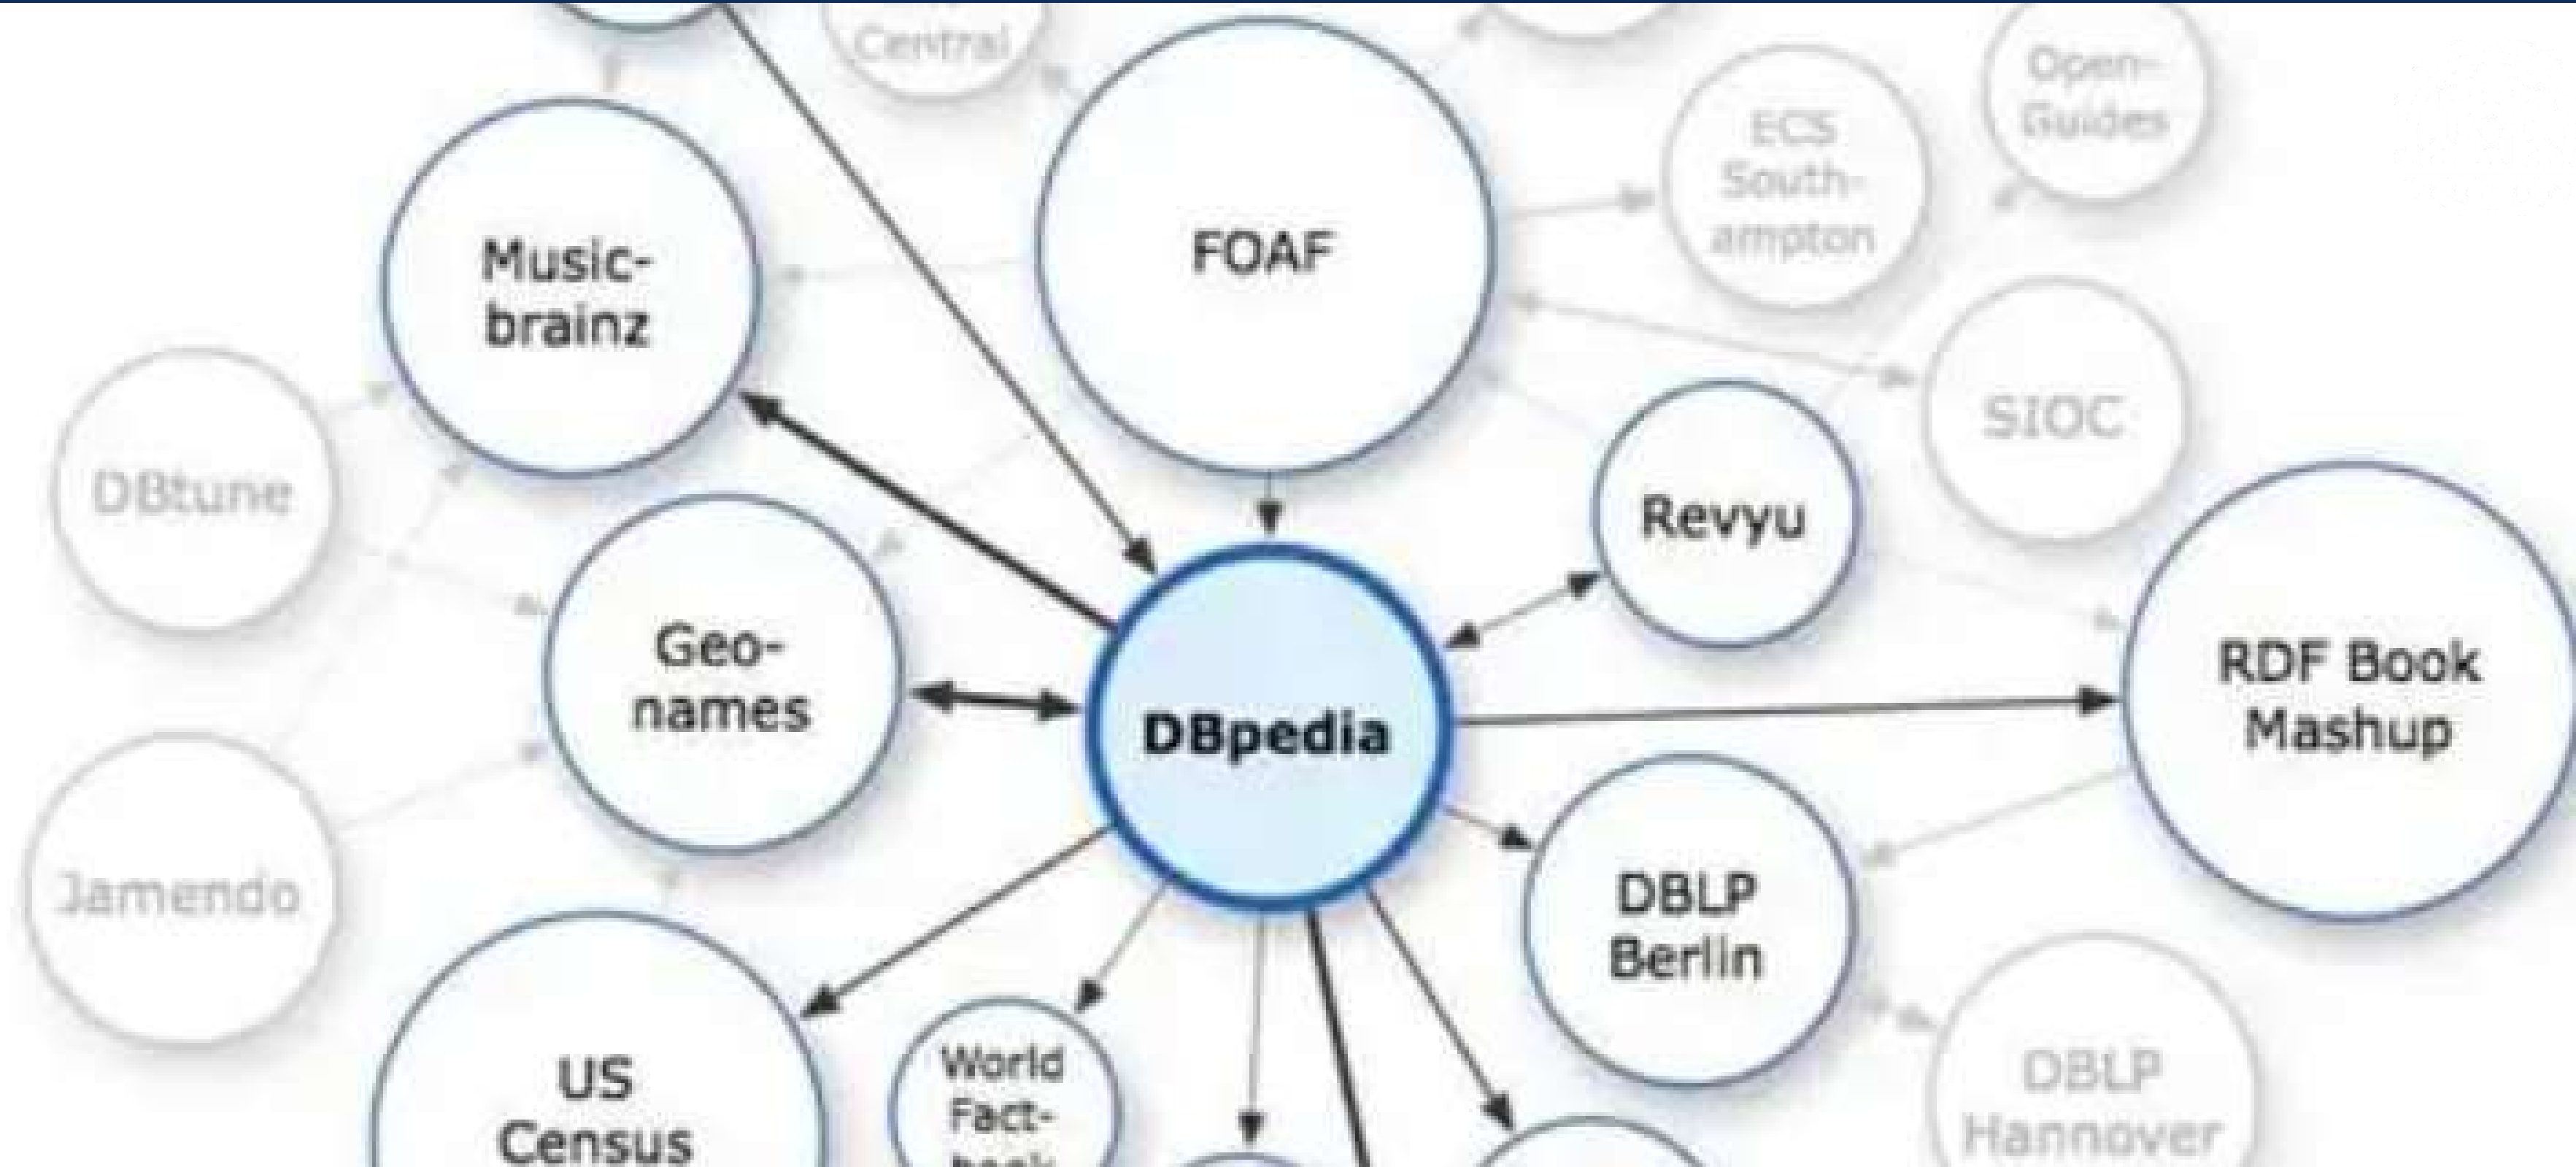 Central
Open-
Guides
ECS
South-
ampton
Music-
brainz
FOAF
SIOC
DBtune
Revyu
Geo-
names
DBpedia
RDF Book
Mashup
Jamendo
DBLP
Berlin
US
Census
World
Fact-
DBLP
Hannover